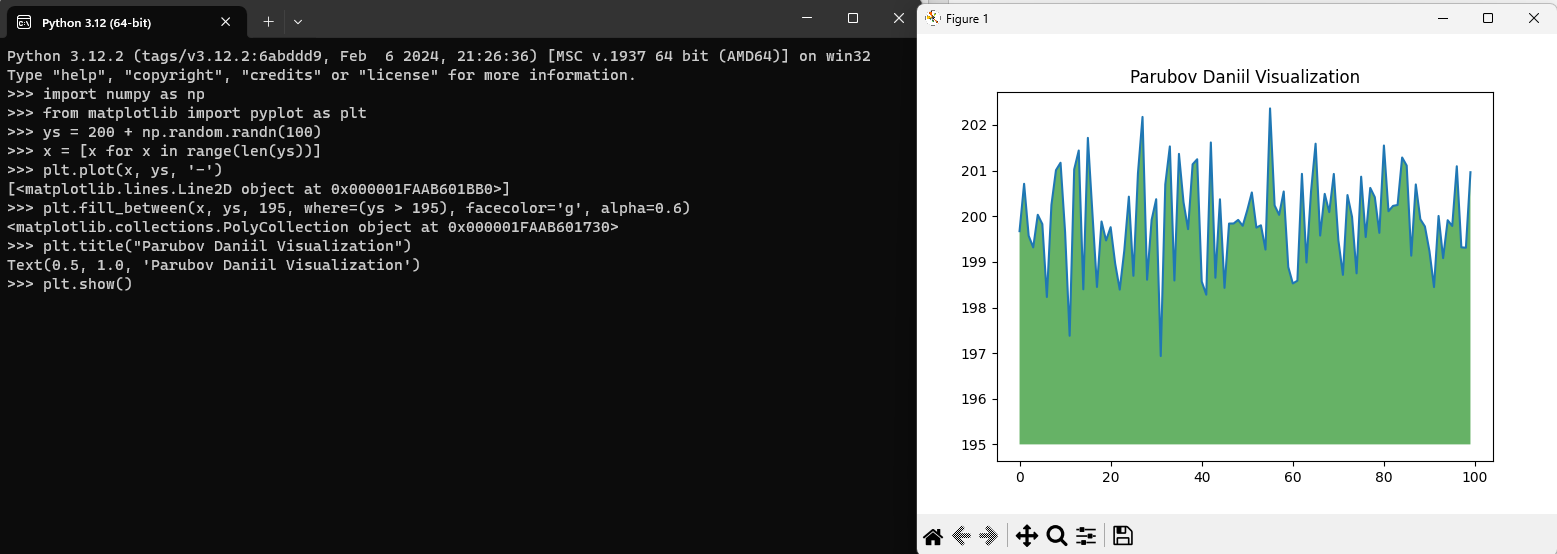 Python 3.12 (64-bit)
Python 3.12.2 (tags/v3.12.2:6abddd9, Feb  6 2024, 21:26:36) [MSC v.1937 64 bit (AMD64)] on win32
Type "help", "copyright", "credits" or "license" for more information.
>>> import numpy as np
>>> from matplotlib import pyplot as plt
>>> ys = 200 + np.random.randn(100)
>>> x = [x for x in range(len(ys))]
>>> plt.plot(x, ys, '-')
[<matplotlib.lines.Line2D object at 0x000001FAAB601BB0>]
>>> plt.fill_between(x, ys, 195, where=(ys > 195), facecolor='g', alpha=0.6)
<matplotlib.collections.PolyCollection object at 0x000001FAAB601730>
>>> plt.title("Parubov Daniil Visualization")
Text(0.5, 1.0, 'Parubov Daniil Visualization')
>>> plt.show()
Figure 1
Parubov Daniil Visualization
202
201
200
199
198
197
196
195
0 20 40 60 80 100